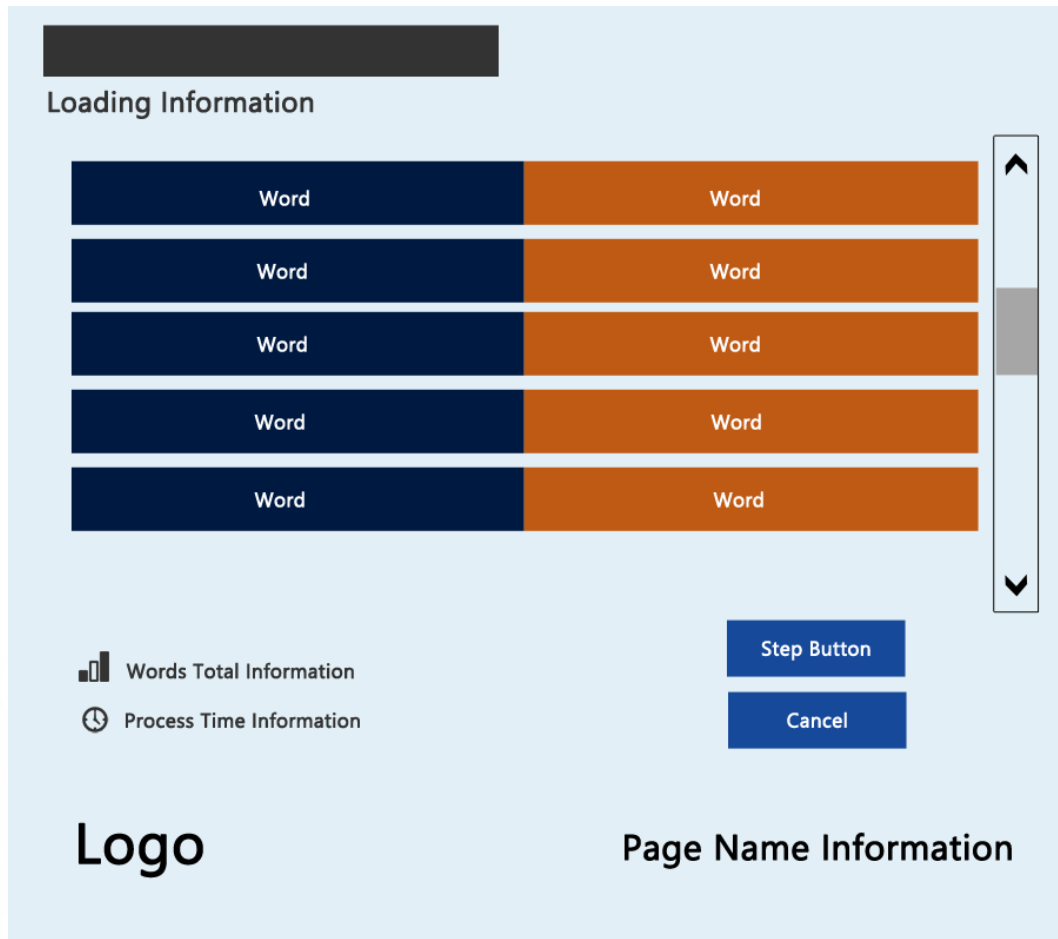 Loading Information
Word Word
Word Word
Word Word
Word Word
Word Word
Words Total Information
Process Time Information
Step Button
Cancel
Logo
Page Name Information